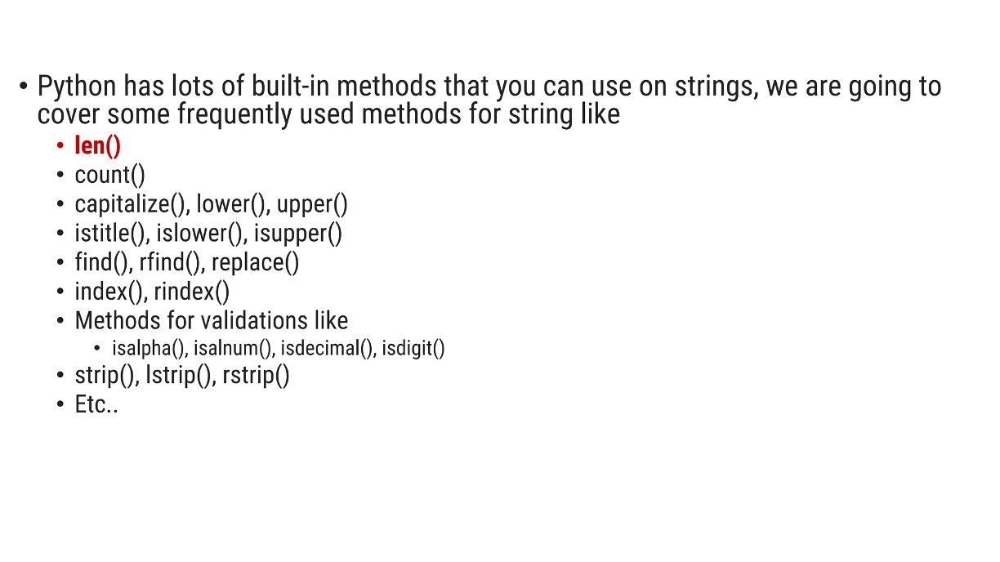 • Python has lots of built-in methods that you can use on strings, we are going to
cover some frequently used methods for string like
• len()
• count()
• capitalize(), lower(), upper()
• istitle(), islower(), isupper()
• find(), rfind(), replace()
• index(), rindex()
• Methods for validations like
• isalpha(), isalnum(), isdecimal(), isdigit()
• strip(), lstrip(), rstrip()
• Etc..